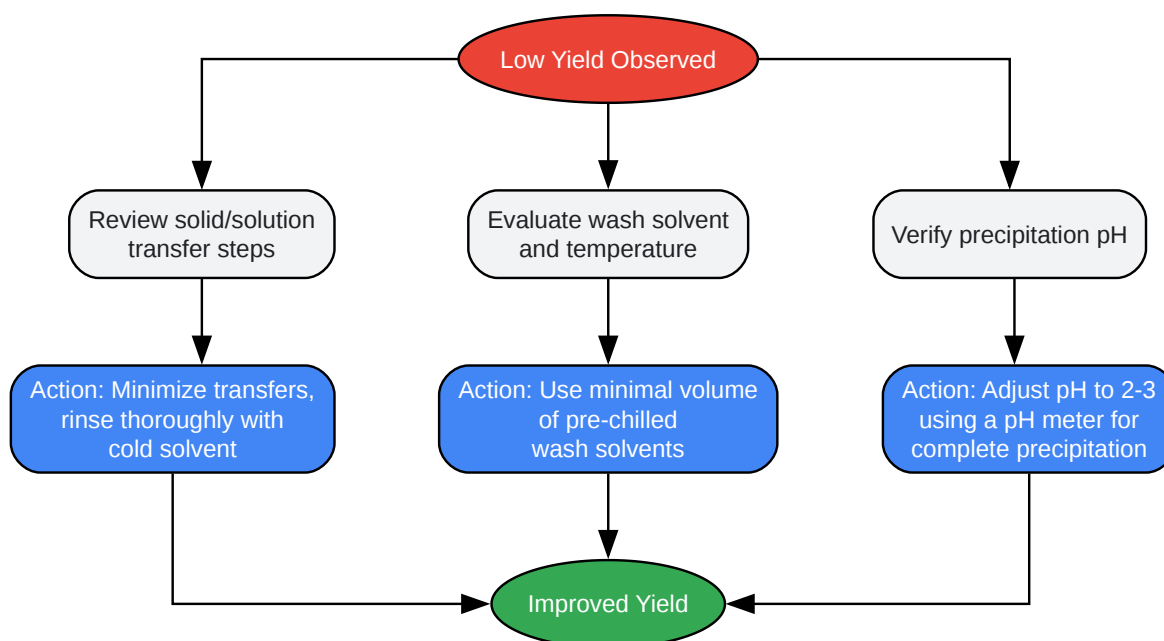 Low Yield Observed
Review solid/solution
transfer steps
Evaluate wash solvent
and temperature
Verify precipitation pH
Action: Minimize transfers,
rinse thoroughly with
cold solvent
Action: Use minimal volume
of pre-chilled
wash solvents
Action: Adjust pH to 2-3
using a pH meter for
complete precipitation
Improved Yield